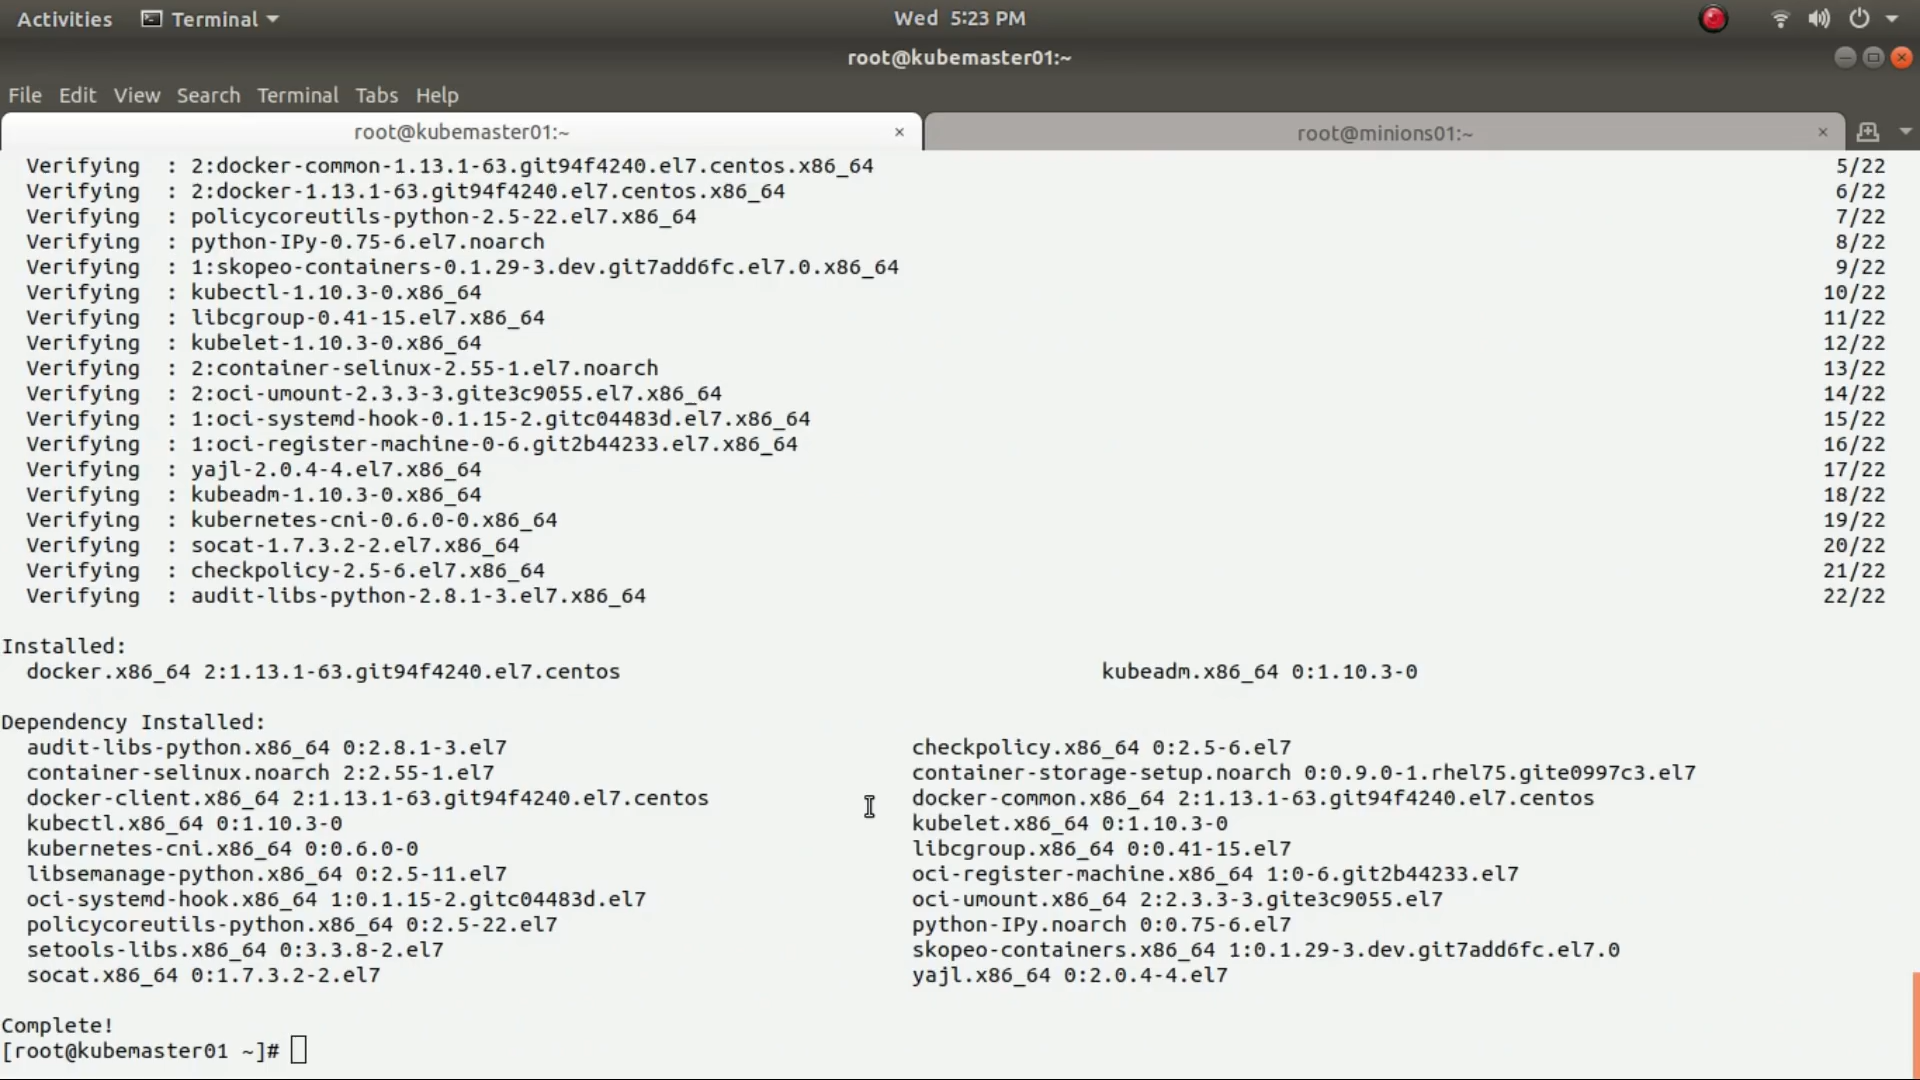 Activities Terminal Wed 5:23 PM
root@kubemaster01:~
File Edit View Search Terminal Tabs Help
root@kubemaster01:~ × root@minions01:~ ×
Verifying : 2:docker-common-1.13.1-63.git94f4240.el7.centos.x86_64 5/22
Verifying : 2:docker-1.13.1-63.git94f4240.el7.centos.x86_64 6/22
Verifying : policycoreutils-python-2.5-22.el7.x86_64 7/22
Verifying : python-IPy-0.75-6.el7.noarch 8/22
Verifying : 1:skopeo-containers-0.1.29-3.dev.git7add6fc.el7.0.x86_64 9/22
Verifying : kubectl-1.10.3-0.x86_64 10/22
Verifying : libcgroup-0.41-15.el7.x86_64 11/22
Verifying : kubelet-1.10.3-0.x86_64 12/22
Verifying : 2:container-selinux-2.55-1.el7.noarch 13/22
Verifying : 2:oci-umount-2.3.3-3.gite3c9055.el7.x86_64 14/22
Verifying : 1:oci-systemd-hook-0.1.15-2.gitc04483d.el7.x86_64 15/22
Verifying : 1:oci-register-machine-0-6.git2b44233.el7.x86_64 16/22
Verifying : yajl-2.0.4-4.el7.x86_64 17/22
Verifying : kubeadm-1.10.3-0.x86_64 18/22
Verifying : kubernetes-cni-0.6.0-0.x86_64 19/22
Verifying : socat-1.7.3.2-2.el7.x86_64 20/22
Verifying : checkpolicy-2.5-6.el7.x86_64 21/22
Verifying : audit-libs-python-2.8.1-3.el7.x86_64 22/22
Installed:
docker.x86_64 2:1.13.1-63.git94f4240.el7.centos kubeadm.x86_64 0:1.10.3-0
Dependency Installed:
audit-libs-python.x86_64 0:2.8.1-3.el7 checkpolicy.x86_64 0:2.5-6.el7
container-selinux.noarch 2:2.55-1.el7 container-storage-setup.noarch 0:0.9.0-1.rhel75.gite0997c3.el7
docker-client.x86_64 2:1.13.1-63.git94f4240.el7.centos docker-common.x86_64 2:1.13.1-63.git94f4240.el7.centos
kubectl.x86_64 0:1.10.3-0 kubelet.x86_64 0:1.10.3-0
kubernetes-cni.x86_64 0:0.6.0-0 libcgroup.x86_64 0:0.41-15.el7
libsemanage-python.x86_64 0:2.5-11.el7 oci-register-machine.x86_64 1:0-6.git2b44233.el7
oci-systemd-hook.x86_64 1:0.1.15-2.gitc04483d.el7 oci-umount.x86_64 2:2.3.3-3.gite3c9055.el7
policycoreutils-python.x86_64 0:2.5-22.el7 python-IPy.noarch 0:0.75-6.el7
setools-libs.x86_64 0:3.3.8-2.el7 skopeo-containers.x86_64 1:0.1.29-3.dev.git7add6fc.el7.0
socat.x86_64 0:1.7.3.2-2.el7 yajl.x86_64 0:2.0.4-4.el7
Complete!
[root@kubemaster01 ~]#